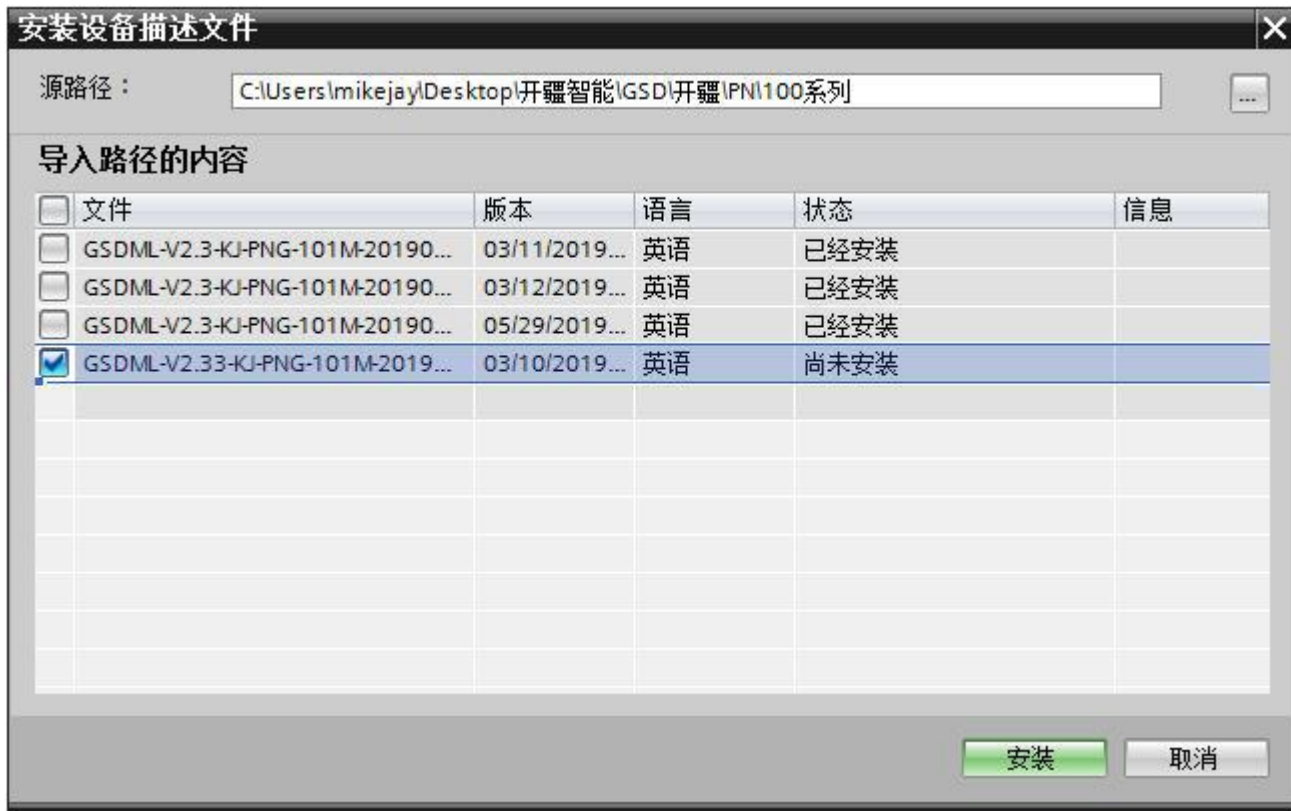 安装设备描述文件
源路径：
C:\Users\mikejay\Desktop\开疆智能\GSD\开疆\PN\100系列
...
导入路径的内容
文件 版本 语言 状态 信息
GSDML-V2.3-KJ-PNG-101M-20190... 03/11/2019... 英语 已经安装
GSDML-V2.3-KJ-PNG-101M-20190... 03/12/2019... 英语 已经安装
GSDML-V2.3-KJ-PNG-101M-20190... 05/29/2019... 英语 已经安装
GSDML-V2.33-KJ-PNG-101M-2019... 03/10/2019... 英语 尚未安装
安装 取消